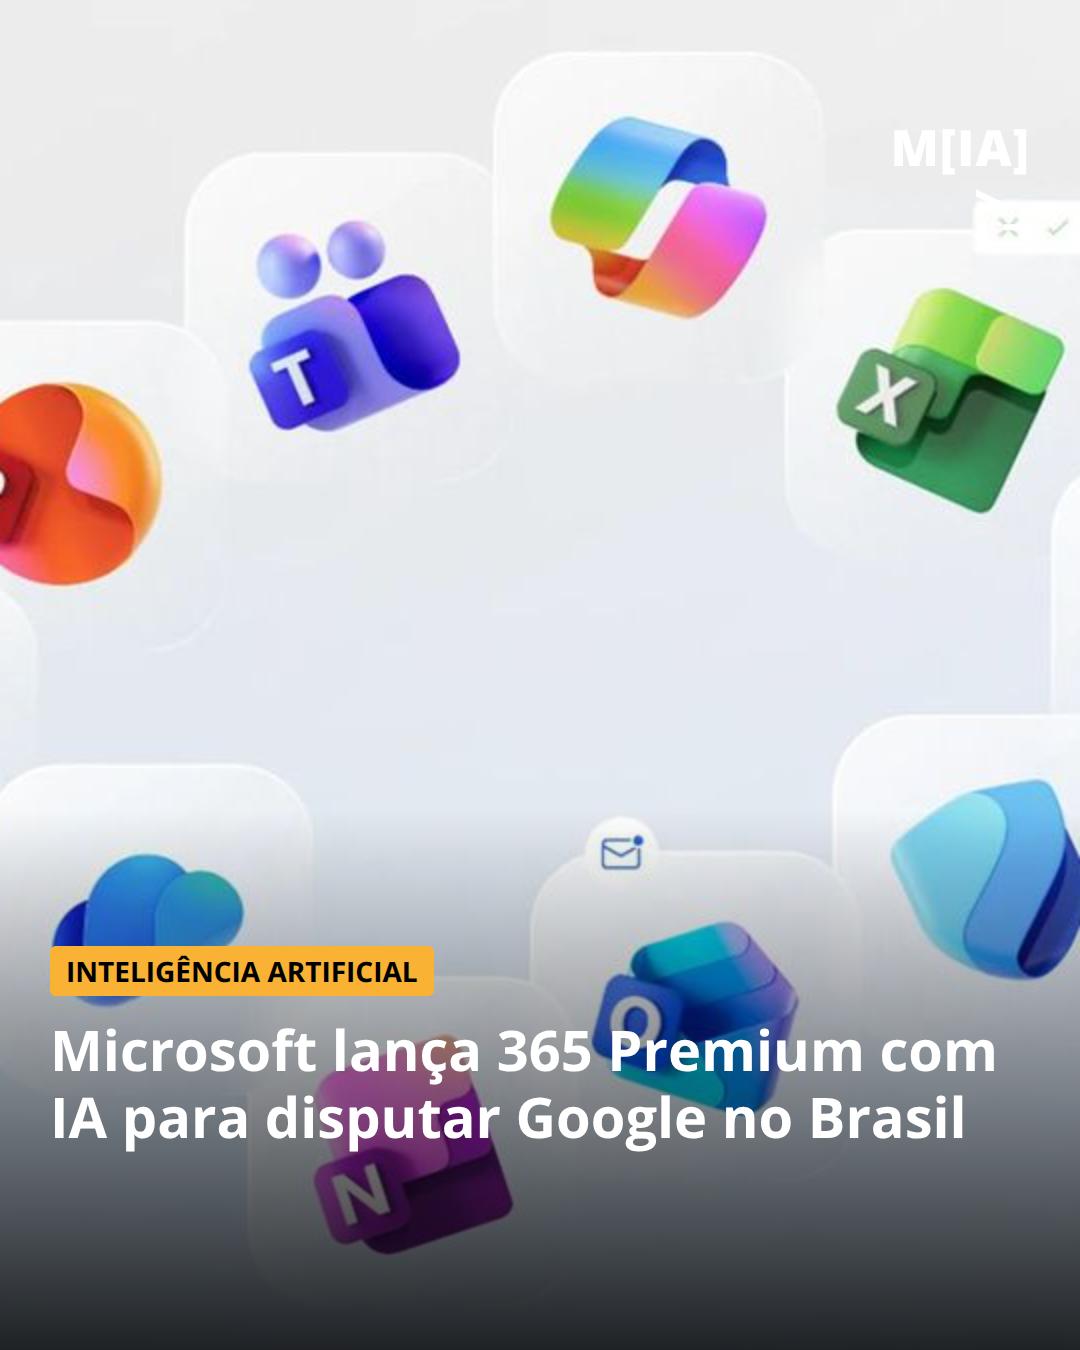 M[IA]
T
X
INTELIGÊNCIA ARTIFICIAL
O
Microsoft lança 365 Premium com
IA para disputar Google no Brasil
N